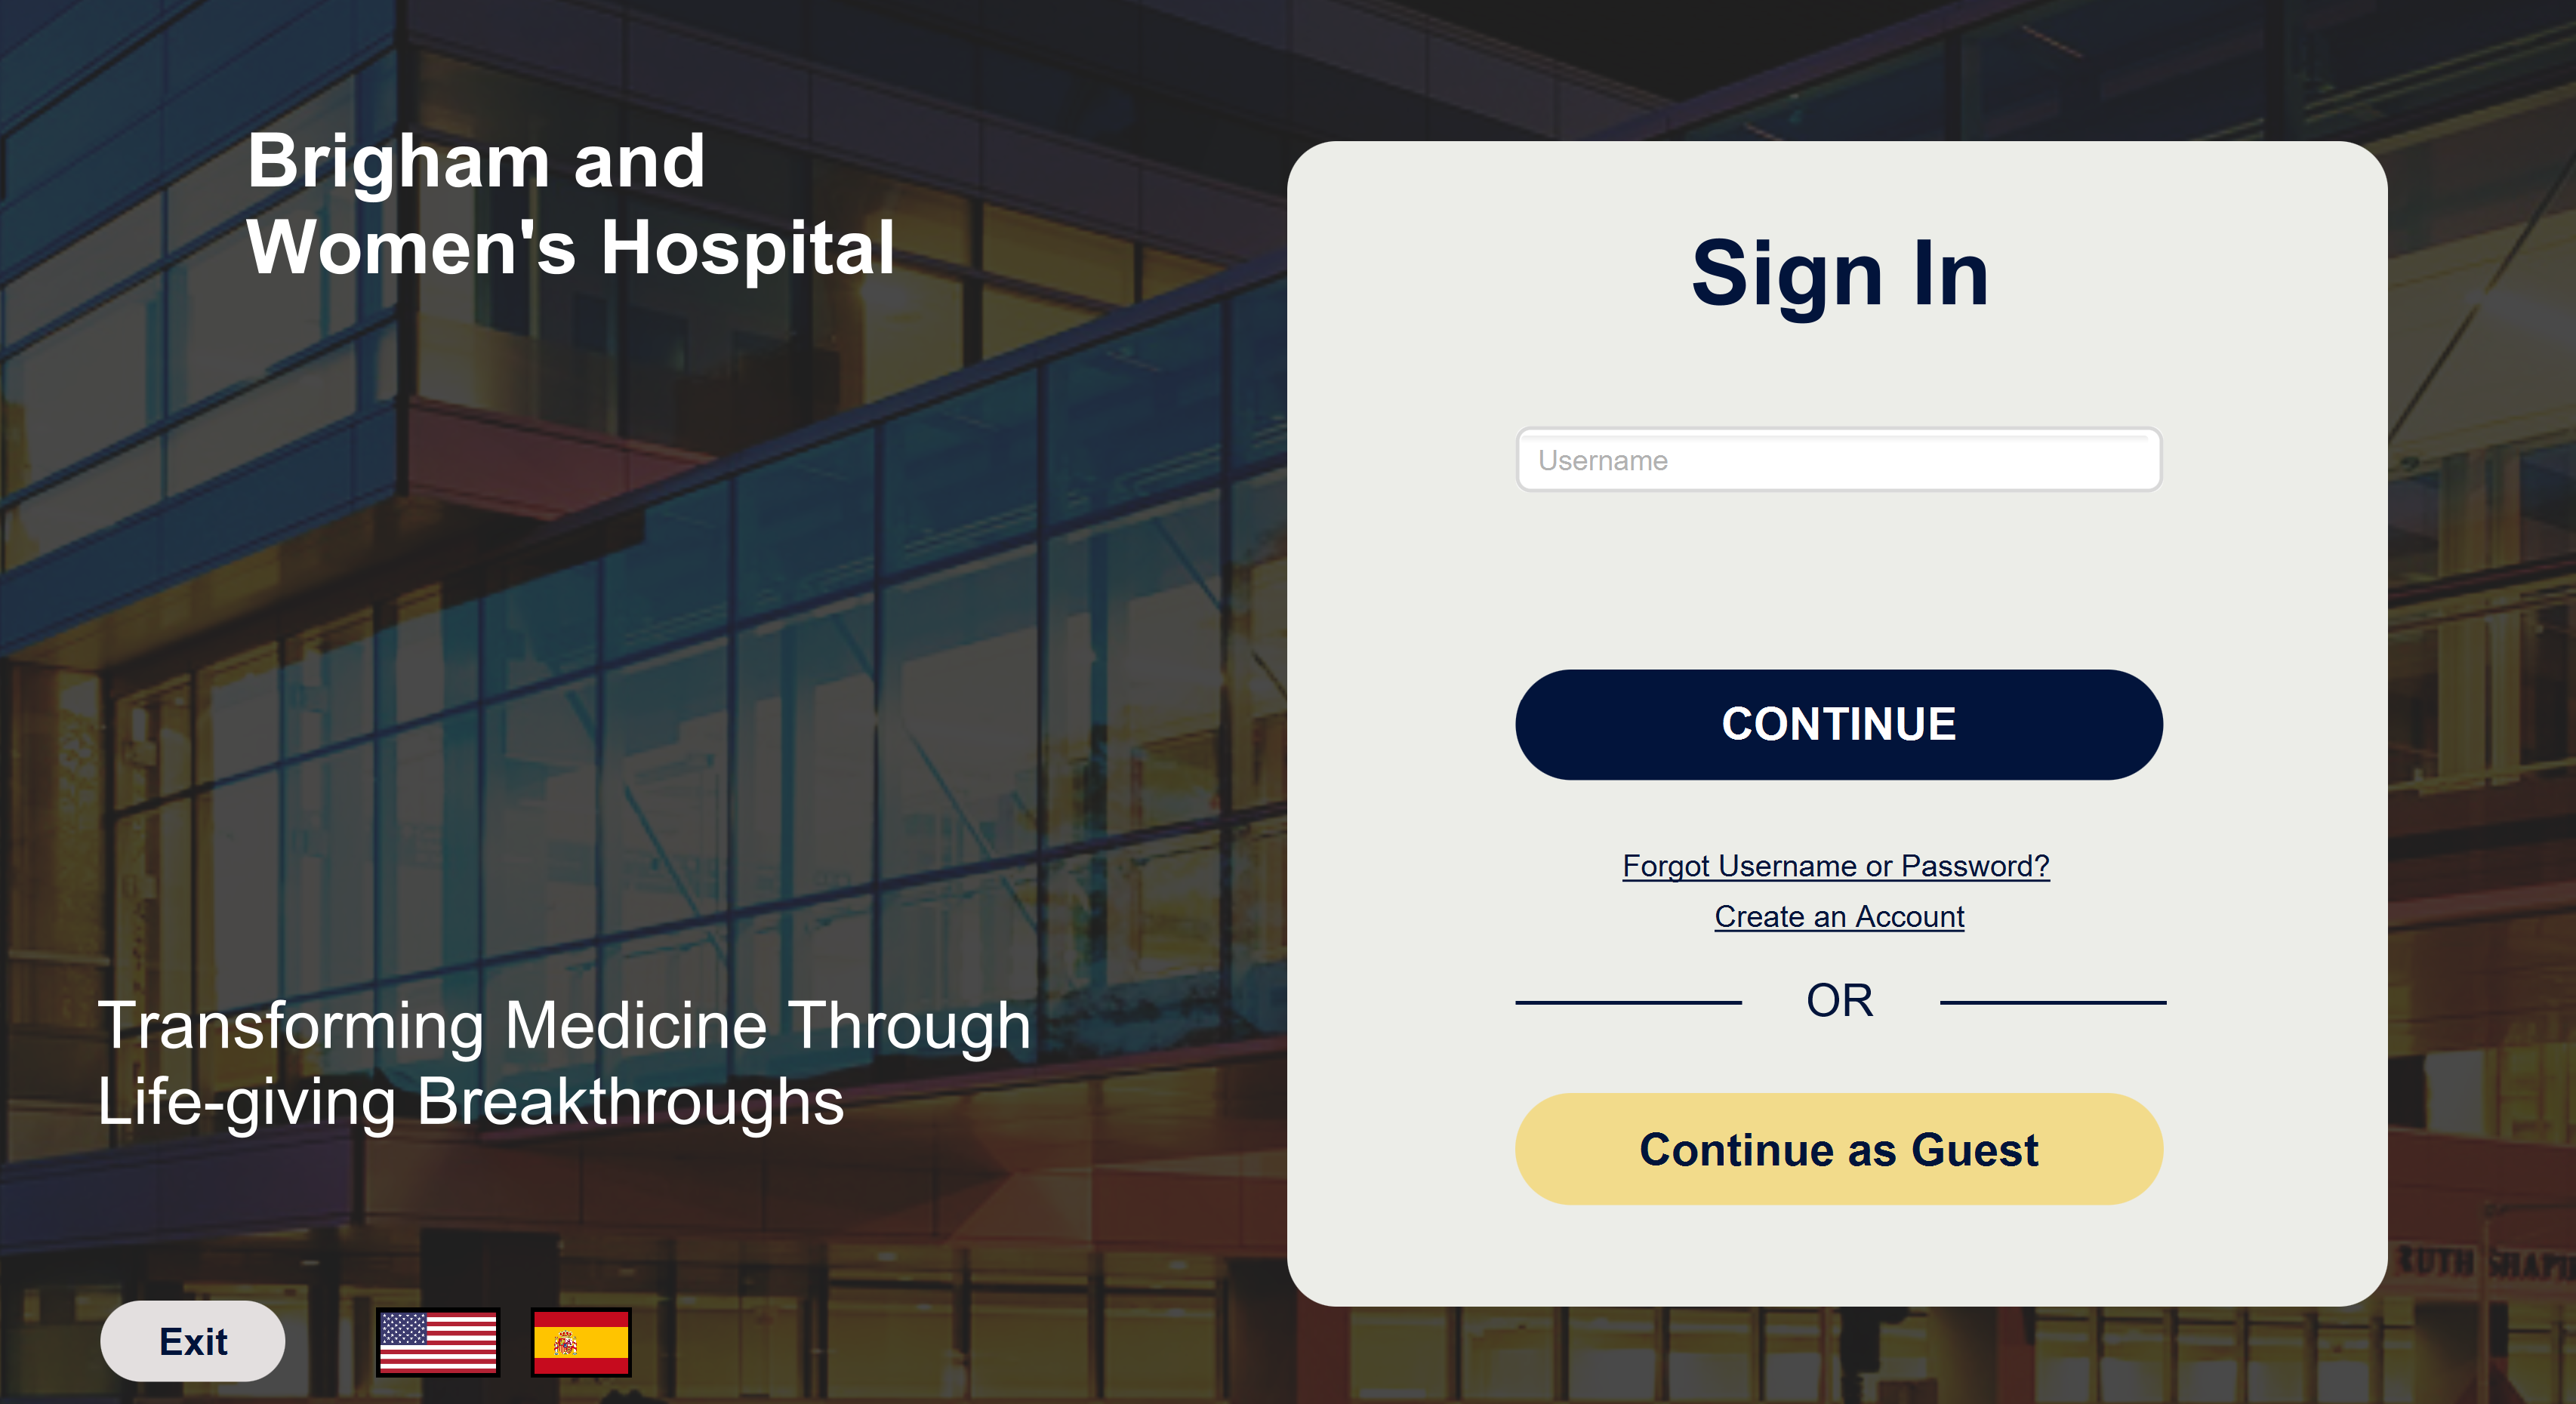 Brigham and
Women's Hospital
Transforming Medicine Through
Life-giving Breakthroughs
Exit
Sign In
Username
CONTINUE
Forgot Username or Password?
Create an Account
OR
Continue as Guest
RUTH SHAPI